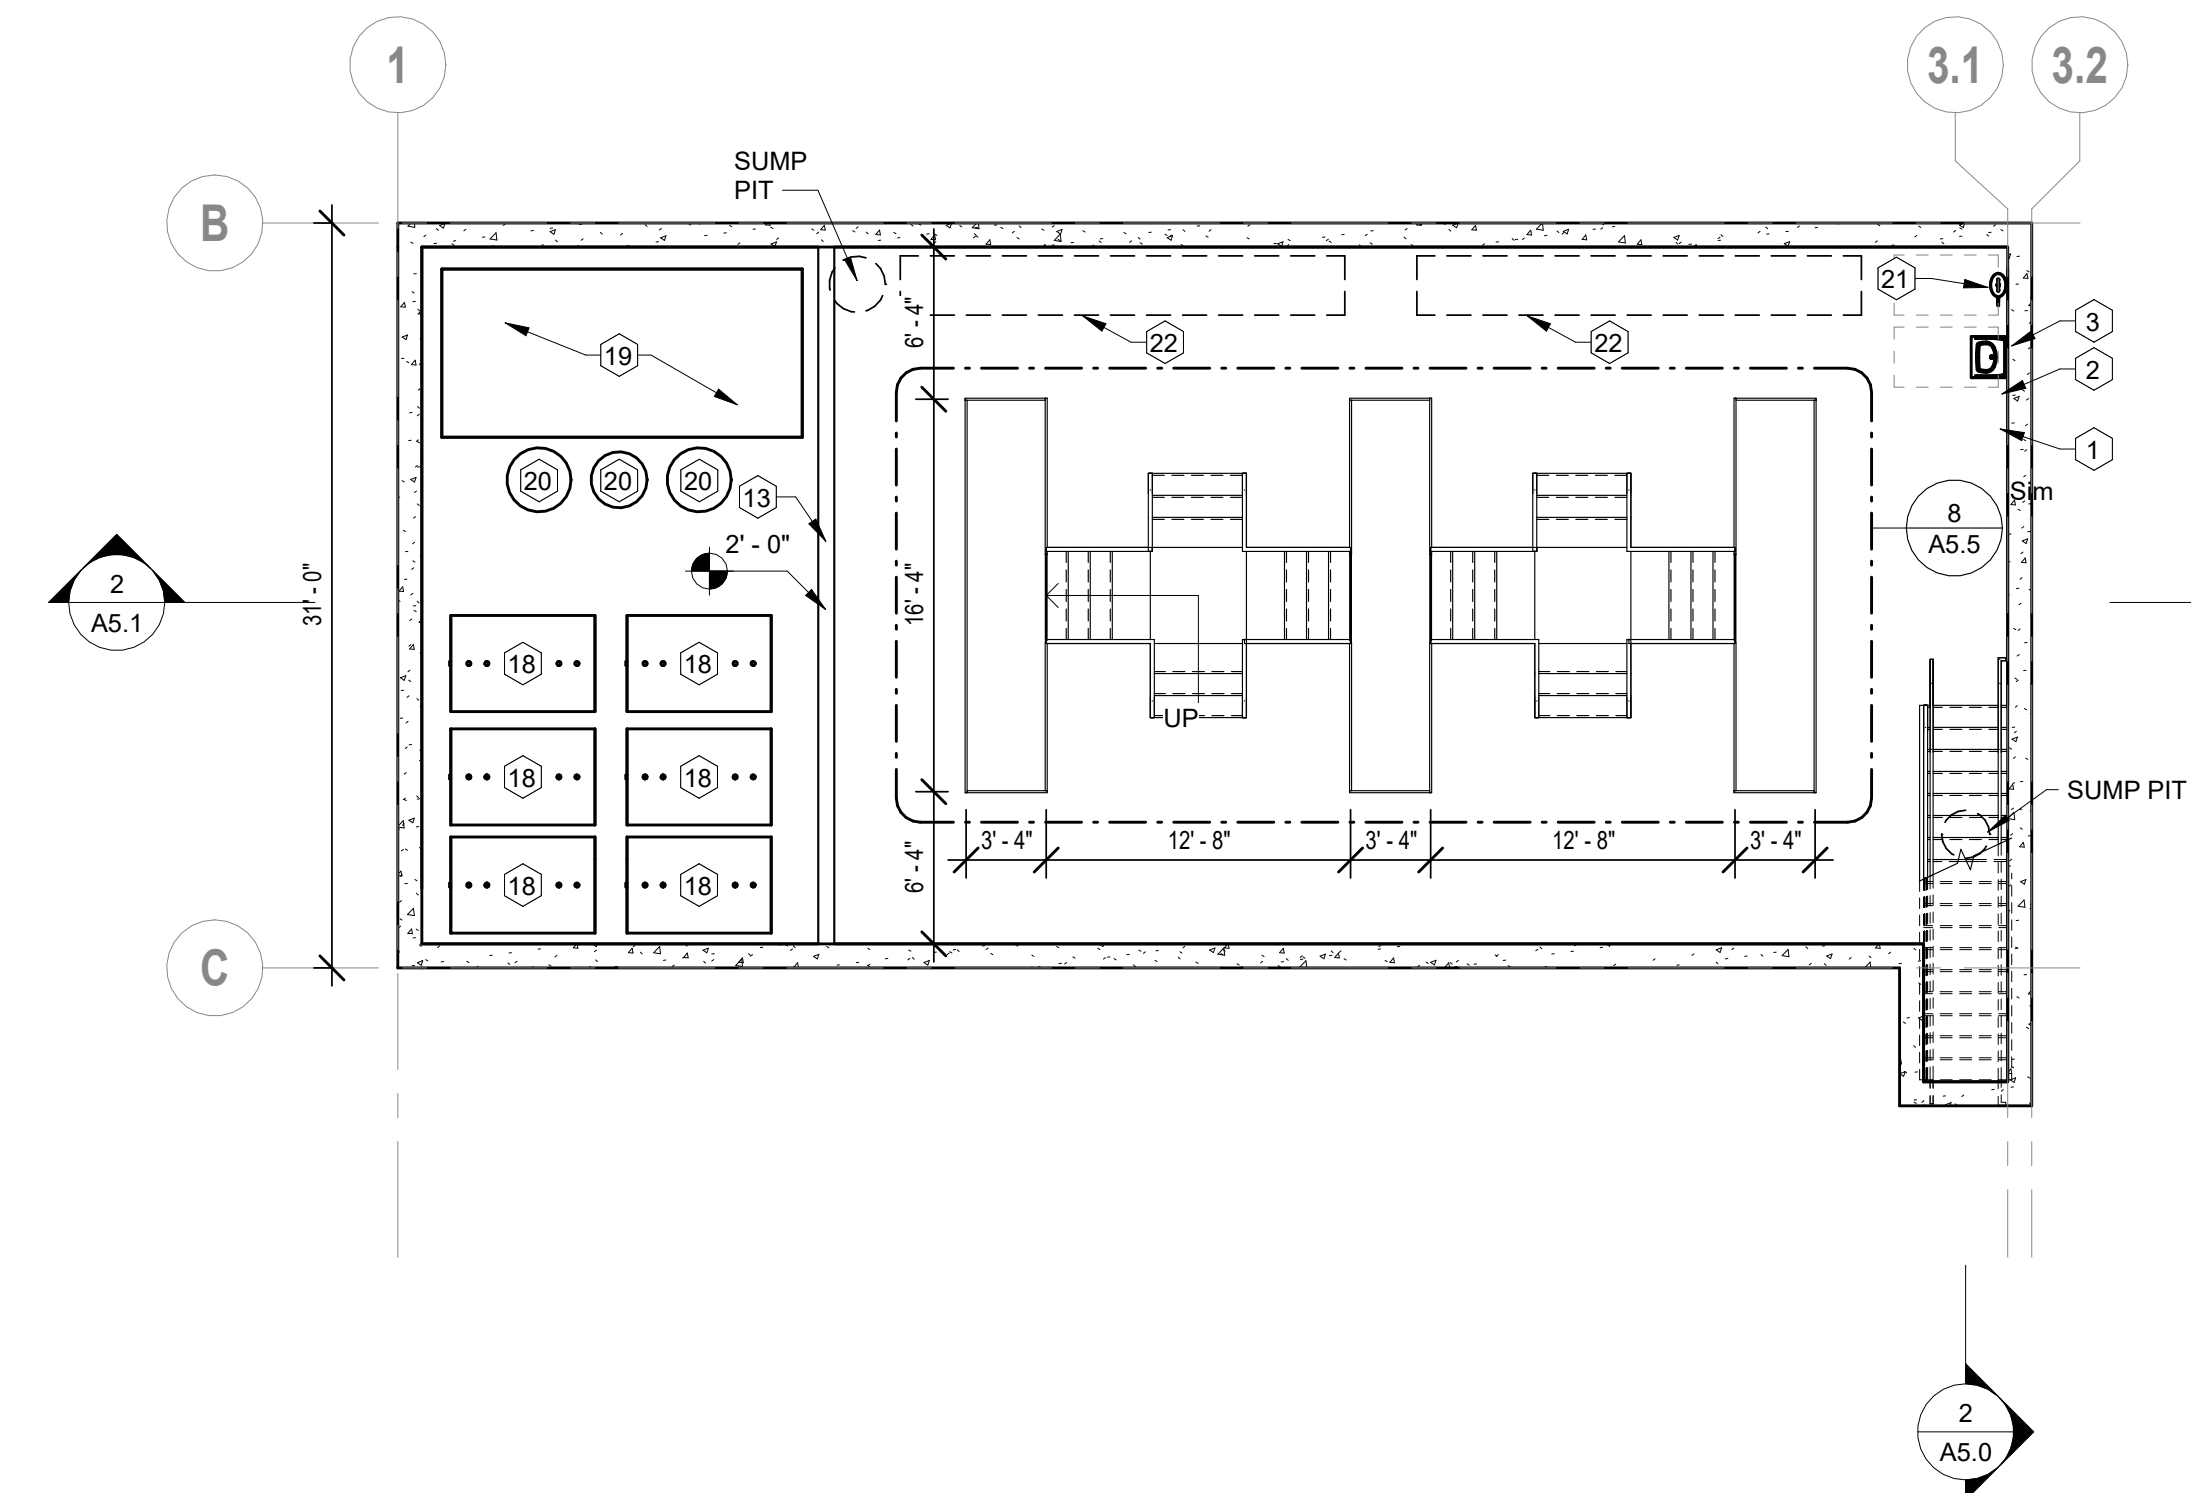 1
3.1
3.2
SUMP
PIT
B
21
3
22
22
2
19
6' - 4"
1
20
20
20
13
Sim
8
A5.5
2' - 0"
2
A5.1
31' - 0"
16' - 4"
18
18
UP
18
18
SUMP PIT
3' - 4"
12' - 8"
3' - 4"
12' - 8"
3' - 4"
6' - 4"
18
18
C
2
A5.0